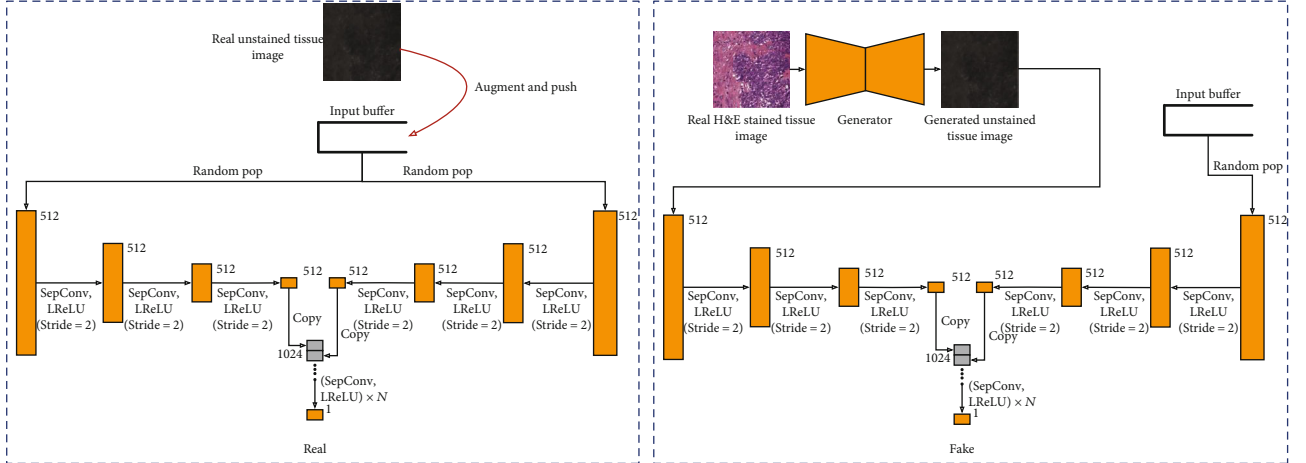 Real unstained tissue
image
Augment and push
Input buffer
Random pop
Random pop
512
512
512
512
512
512
512
512
SepConv,
LReLU
(Stride = 2)
SepConv,
LReLU
(Stride = 2)
SepConv,
LReLU
(Stride = 2)
SepConv,
LReLU
(Stride = 2)
SepConv,
LReLU
(Stride = 2)
SepConv,
LReLU
(Stride = 2)
Copy
Copy
1024
(SepConv,
LReLU) × N
1
Real
Real H&E stained tissue
image
Generator
Generated unstained
tissue image
Input buffer
Random pop
512
512
512
512
512
512
512
512
SepConv,
LReLU
(Stride = 2)
SepConv,
LReLU
(Stride = 2)
SepConv,
LReLU
(Stride = 2)
SepConv,
LReLU
(Stride = 2)
SepConv,
LReLU
(Stride = 2)
SepConv,
LReLU
(Stride = 2)
Copy
Copy
1024
(SepConv,
LReLU) × N
1
Fake